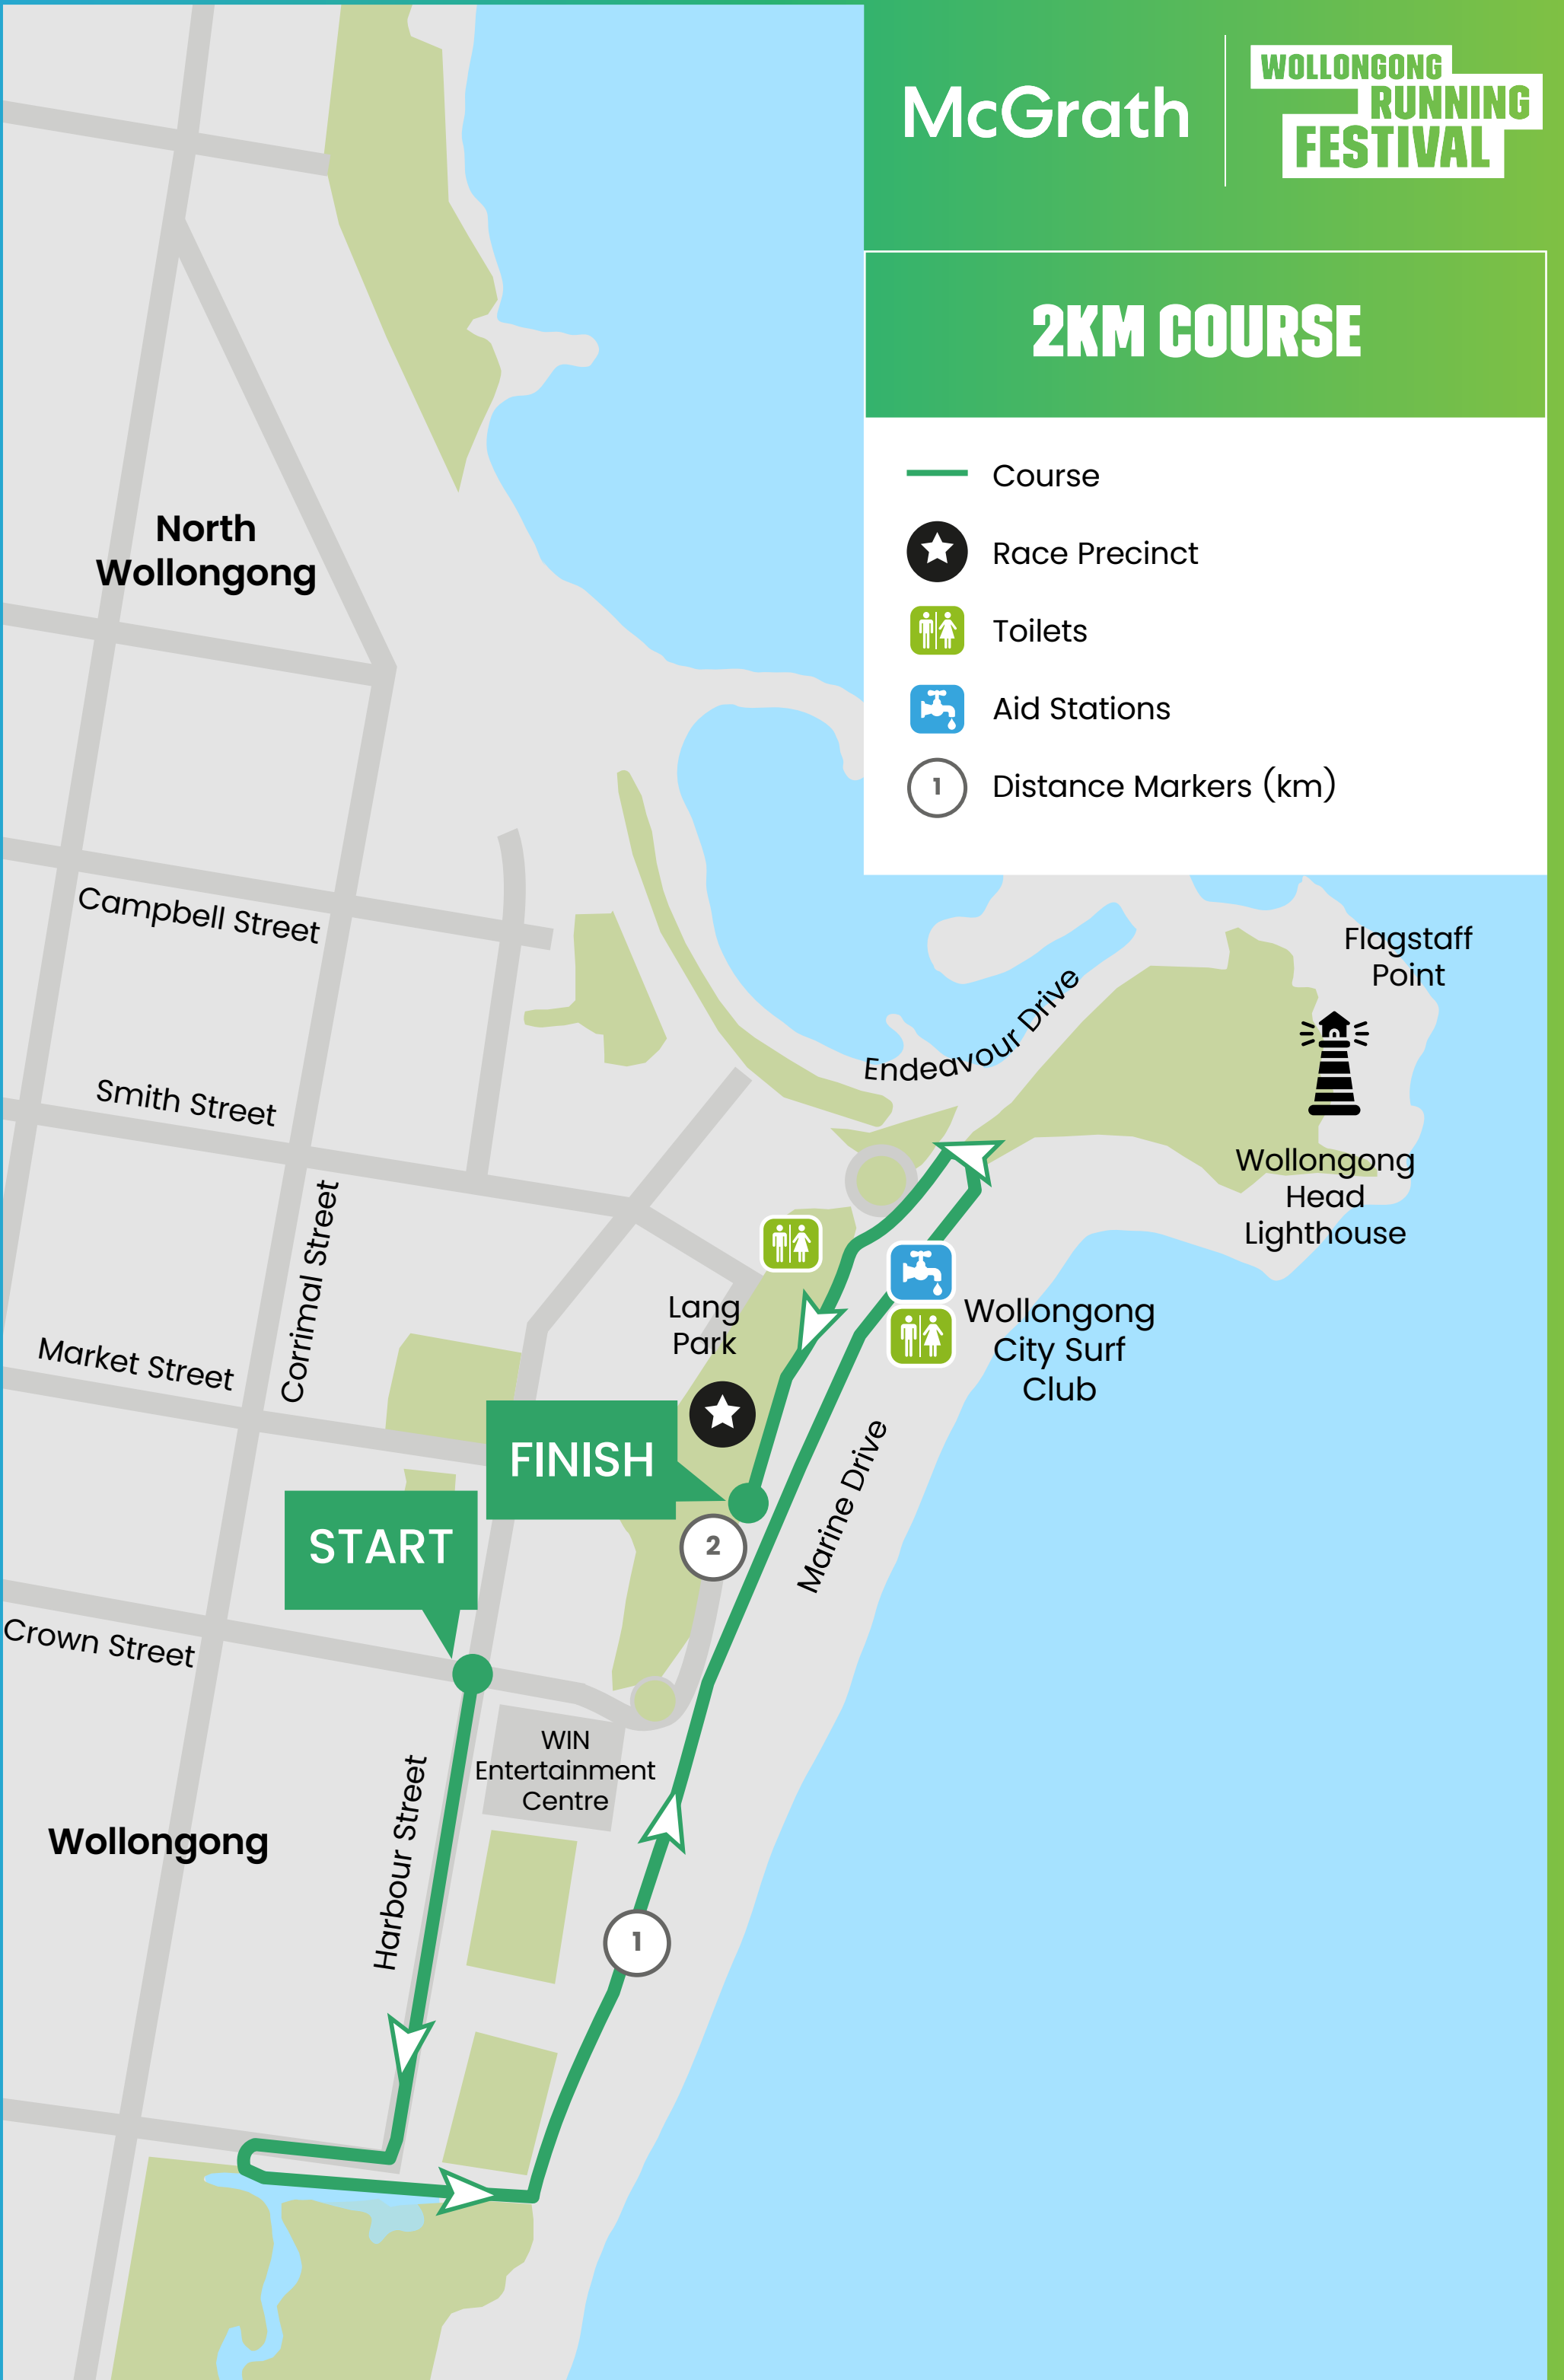 McGrath
WOLLONGONG
RUNNING
FESTIVAL
2KM COURSE
Course
Race Precinct
Toilets
Aid Stations
1
Distance Markers (km)
North
Wollongong
Campbell Street
Flagstaff
Point
Endeavour Drive
Smith Street
Wollongong
Head
Lighthouse
Corrimal Street
Lang
Park
Wollongong
City Surf
Club
Market Street
FINISH
START
2
Marine Drive
Crown Street
WIN
Entertainment
Centre
Harbour Street
Wollongong
1